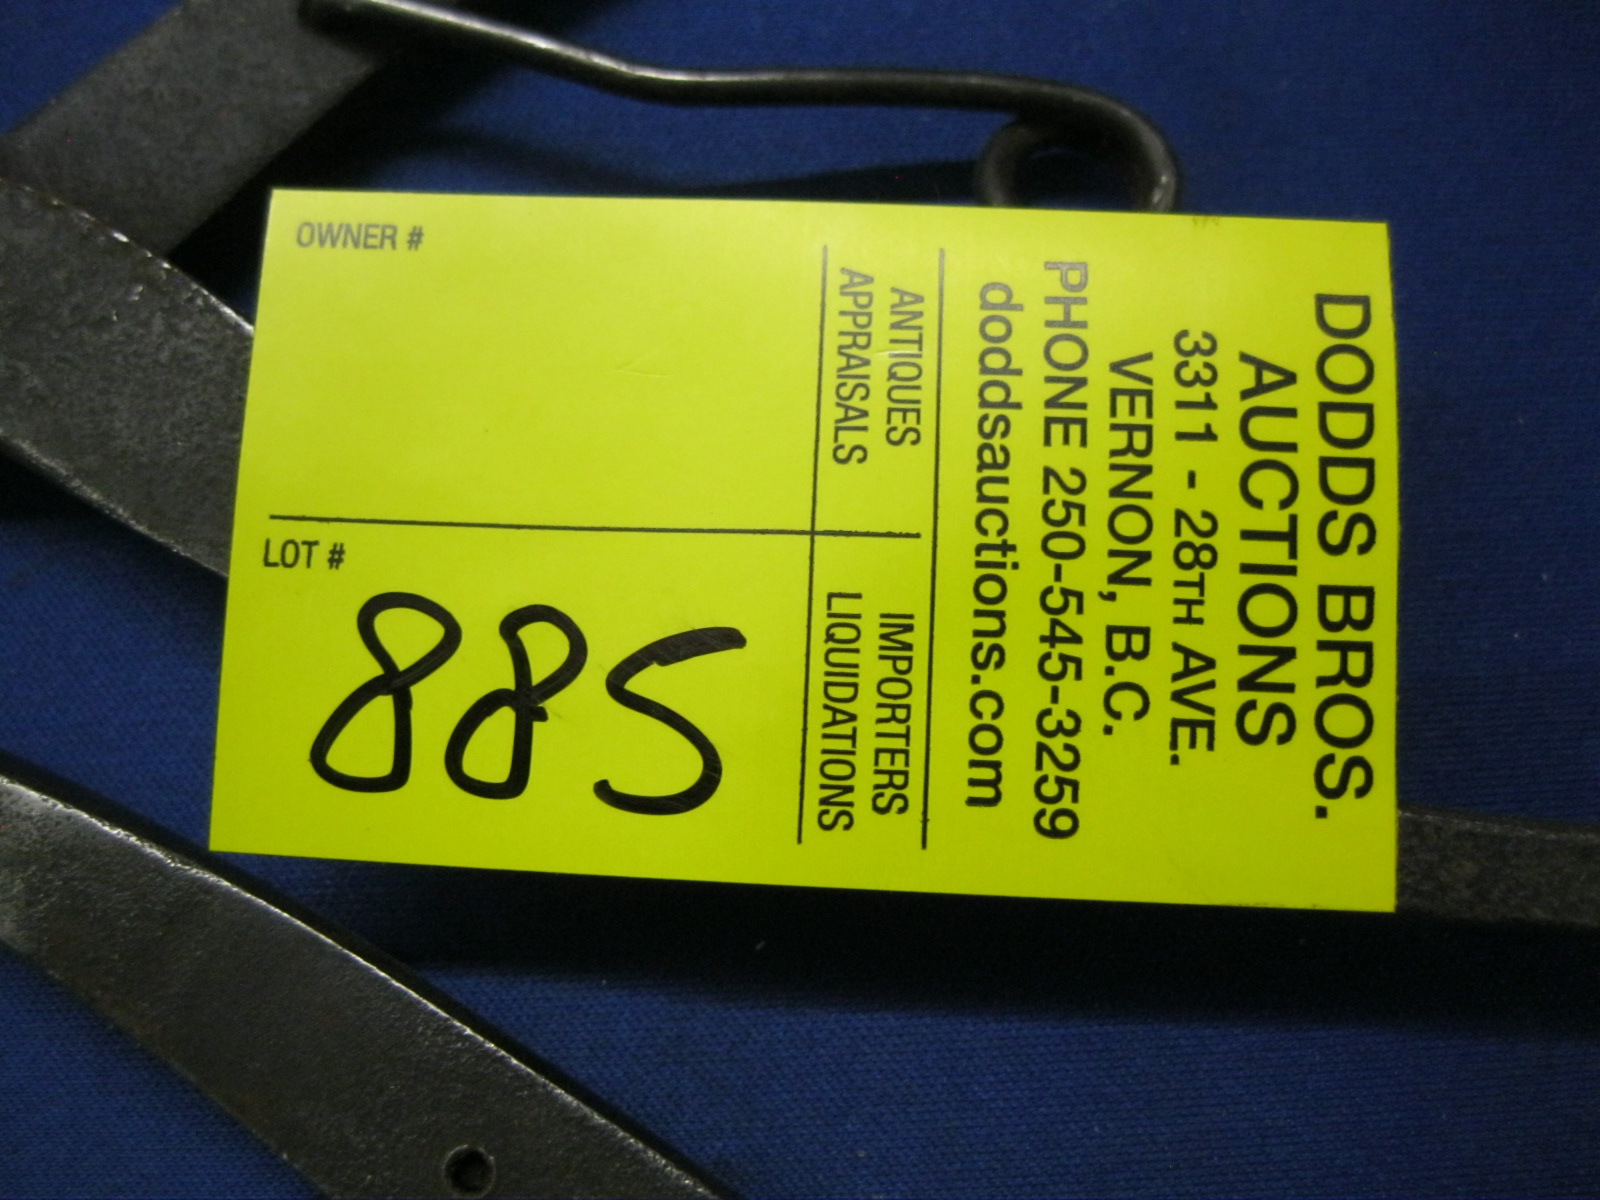 DODDS BROS.
AUCTIONS
3311 - 28TH AVE.
VERNON, B.C.
PHONE 250-545-3259
doddsauctions.com
ANTIQUES
APPRAISALS
IMPORTERS
LIQUIDATIONS
OWNER #
LOT #
885